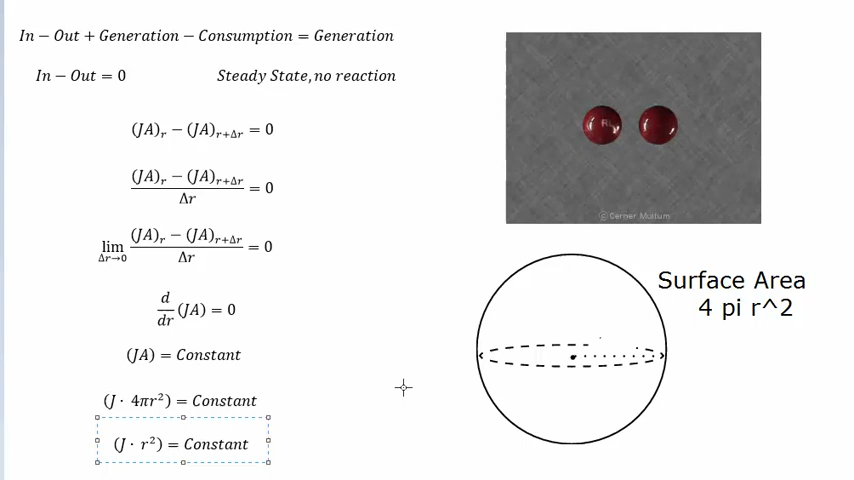 In − Out + Generation − Consumption = Generation
In − Out = 0 Steady State, no reaction
(JA)ᵣ − (JA)ᵣ₊Δᵣ = 0
(JA)ᵣ − (JA)ᵣ₊Δᵣ
Δr
= 0
lim
Δr→0
(JA)ᵣ − (JA)ᵣ₊Δᵣ
Δr
= 0
d
dr
(JA) = 0
(JA) = Constant
(J · 4πr²) = Constant
(J · r²) = Constant
© Cerner Multum
Surface Area
4 pi r^2